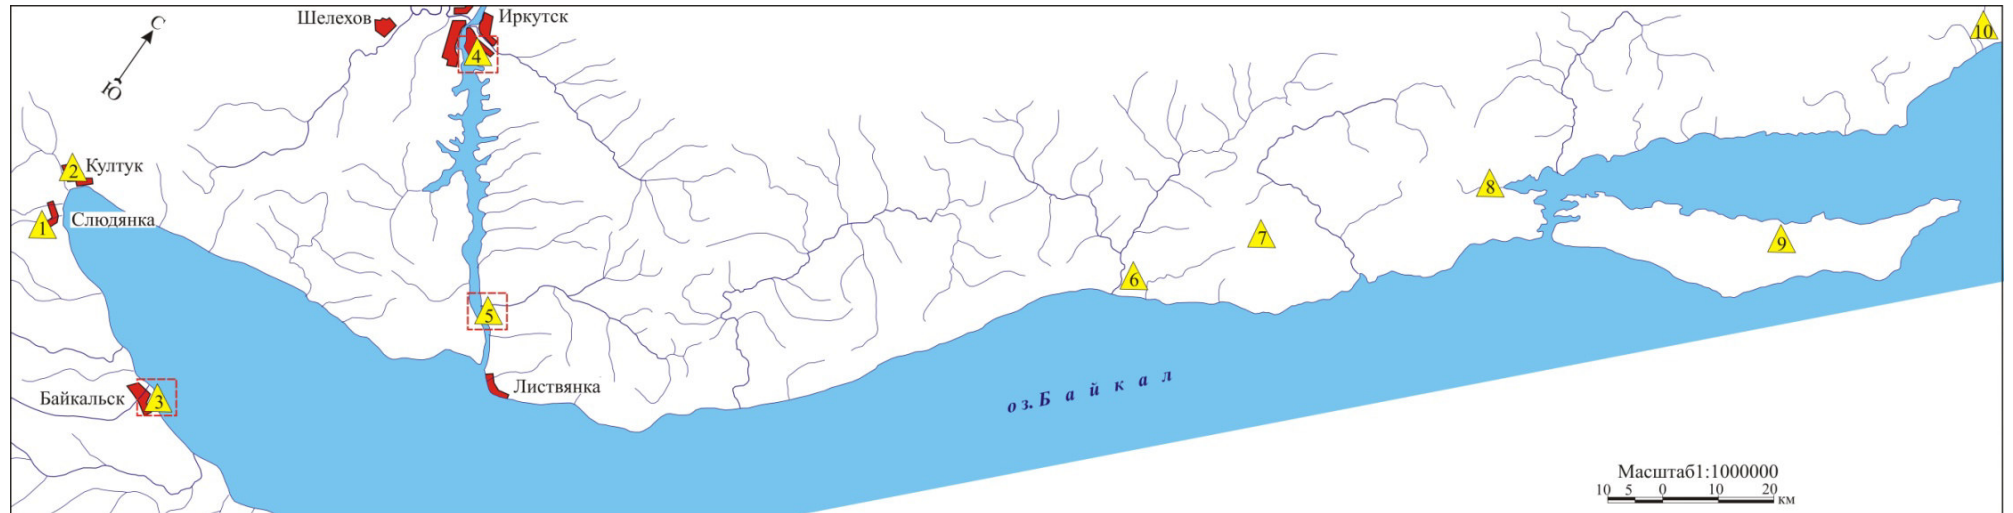 Шелехов
Иркутск
С
Ю
10
4
2
Култук
8
1
Слюдянка
7
9
6
5
Листвянка
Байкальск
3
оз. Байкал
Масштаб1:1000000
10 5 0 10 20 км